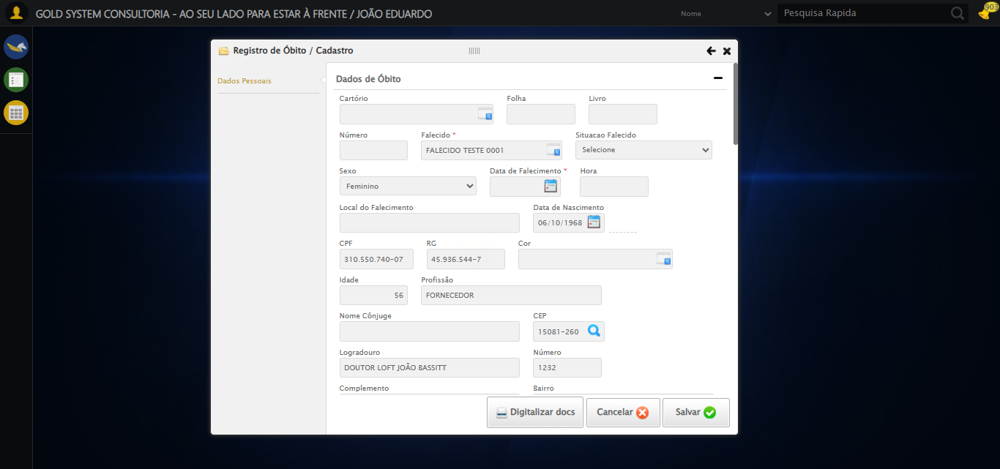 GOLD SYSTEM CONSULTORIA - AO SEU LADO PARA ESTAR À FRENTE / JOÃO EDUARDO
Nome
Pesquisa Rapida
903
Registro de Óbito / Cadastro
Dados Pessoais
Dados de Óbito
Cartório Folha Livro
Número Falecido * Situacao Falecido
FALECIDO TESTE 0001 Selecione
Sexo Data de Falecimento * Hora
Feminino
Local do Falecimento Data de Nascimento
06/10/1968
CPF RG Cor
310.550.740-07 45.936.544-7
Idade Profissão
56 FORNECEDOR
Nome Cônjuge CEP
15081-260
Logradouro Número
DOUTOR LOFT JOÃO BASSITT 1232
Complemento Bairro
Digitalizar docs Cancelar Salvar